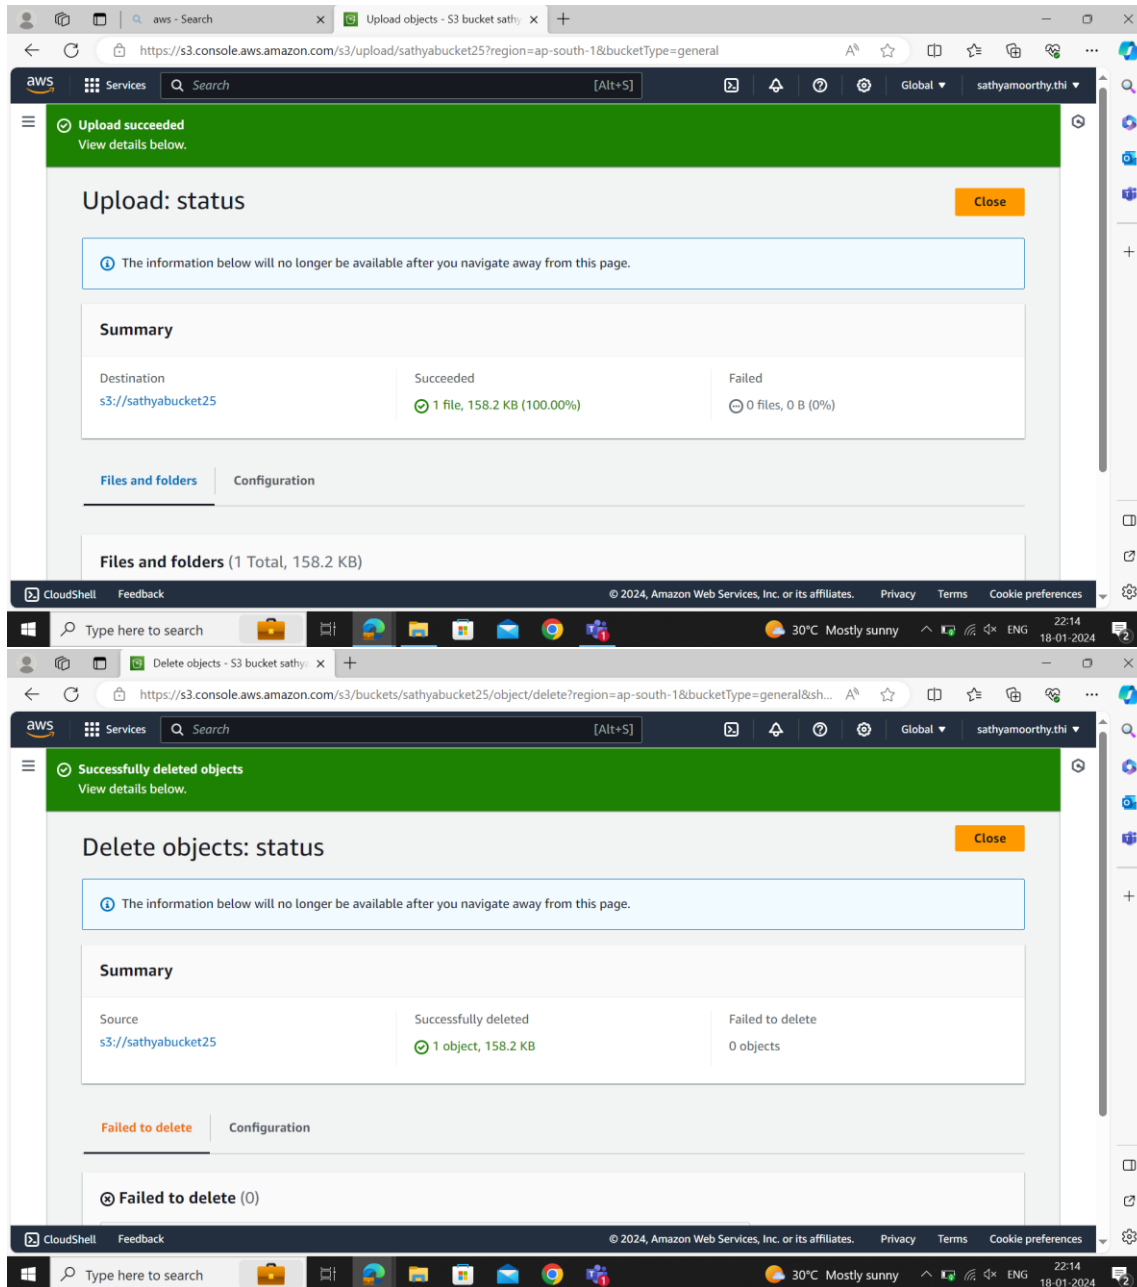 aws - Search
Upload objects - S3 bucket sathy
https://s3.console.aws.amazon.com/s3/upload/sathyabucket25?region=ap-south-1&bucketType=general
aws Services Search [Alt+S] Global sathyamoorthy.thi
Upload succeeded
View details below.
Upload: status
Close
The information below will no longer be available after you navigate away from this page.
Summary
Destination Succeeded Failed
s3://sathyabucket25 1 file, 158.2 KB (100.00%) 0 files, 0 B (0%)
Files and folders Configuration
Files and folders (1 Total, 158.2 KB)
CloudShell Feedback © 2024, Amazon Web Services, Inc. or its affiliates. Privacy Terms Cookie preferences
Type here to search 30°C Mostly sunny ENG 22:14
18-01-2024
2
Delete objects - S3 bucket sathy
https://s3.console.aws.amazon.com/s3/buckets/sathyabucket25/object/delete?region=ap-south-1&bucketType=general&sh...
aws Services Search [Alt+S] Global sathyamoorthy.thi
Successfully deleted objects
View details below.
Delete objects: status
Close
The information below will no longer be available after you navigate away from this page.
Summary
Source Successfully deleted Failed to delete
s3://sathyabucket25 1 object, 158.2 KB 0 objects
Failed to delete Configuration
Failed to delete (0)
CloudShell Feedback © 2024, Amazon Web Services, Inc. or its affiliates. Privacy Terms Cookie preferences
Type here to search 30°C Mostly sunny ENG 22:14
18-01-2024
2